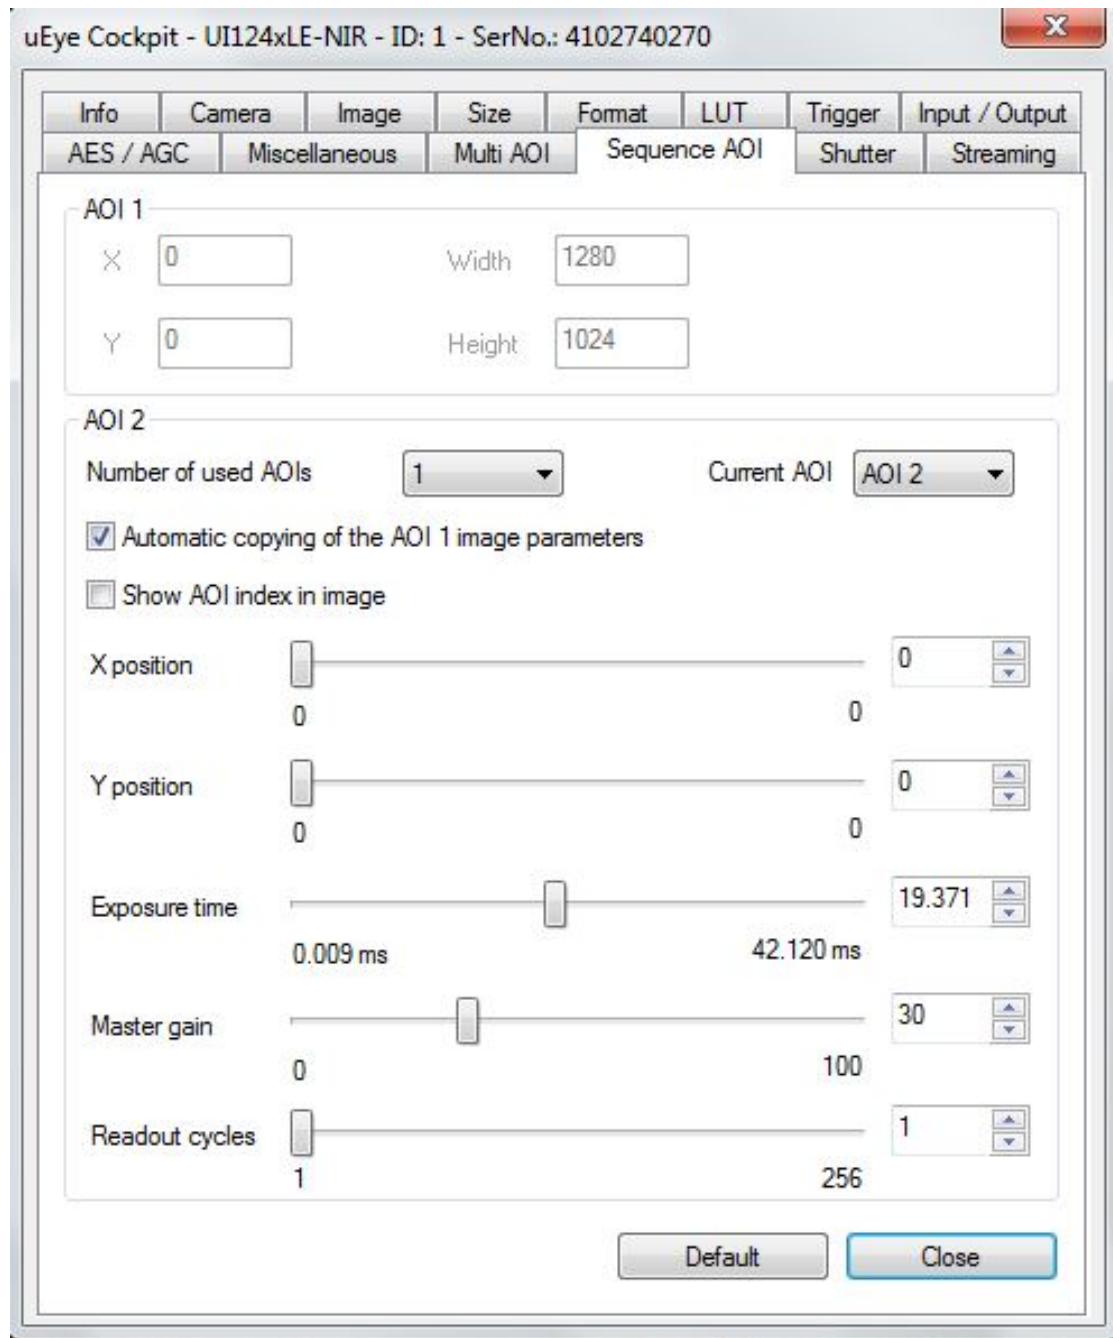 uEye Cockpit - UI124xLE-NIR - ID: 1 - SerNo.: 4102740270
Info Camera Image Size Format LUT Trigger Input / Output
AES / AGC Miscellaneous Multi AOI Sequence AOI Shutter Streaming
AOI 1
X 0 Width 1280
Y 0 Height 1024
AOI 2
Number of used AOIs 1 Current AOI AOI 2
Automatic copying of the AOI 1 image parameters
Show AOI index in image
X position 0
0 0
Y position 0
0 0
Exposure time 19.371
0.009 ms 42.120 ms
Master gain 30
0 100
Readout cycles 1
1 256
Default Close